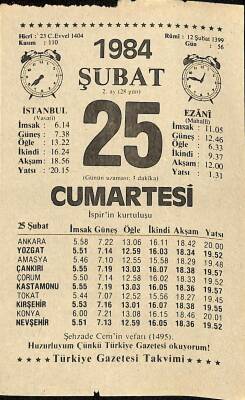 Hicri : 23 C.Evvel 1404
Kasım : 110
Rûmi : 12 Şubat 1399
Gün : 56
1984
ŞUBAT
2. ay (29 gün)
25
İSTANBUL
(Vasati)
İmsak : 6.14
Güneş : 7.38
Öğle : 13.22
İkindi : 16.24
Akşam : 18.56
Yatsı : 20.15
EZANİ
(Mahalli)
İmsak : 11.05
Güneş : 12.46
Öğle : 6.33
İkindi : 9.37
Akşam : 12.00
Yatsı : 1.31
(Günün uzaması: 3 dakika)
CUMARTESİ
İspir'in kurtuluşu
25 Şubat İmsak Güneş Öğle İkindi Akşam Yatsı
ANKARA 5.58 7.22 13.06 16.11 18.42 20.00
YOZGAT 5.51 7.14 12.59 16.03 18.34 19.52
AMASYA 5.46 7.10 12.55 15.58 18.29 19.48
ÇANKIRI 5.55 7.19 13.03 16.07 18.38 19.57
ÇORUM 5.50 7.14 12.58 16.02 18.33 19.52
KASTAMONU 5.55 7.19 13.03 16.07 18.38 19.57
TOKAT 5.44 7.07 12.52 15.56 18.27 19.45
KIRŞEHİR 5.53 7.16 13.01 16.07 18.38 19.55
KONYA 6.00 7.21 13.08 16.15 18.46 20.02
NEVŞEHİR 5.51 7.13 12.59 16.05 18.36 19.52
Şehzade Cem'in vefatı (1495).
Huzurluyum Çünkü Türkiye Gazetesi okuyorum!
Türkiye Gazetesi Takvimi